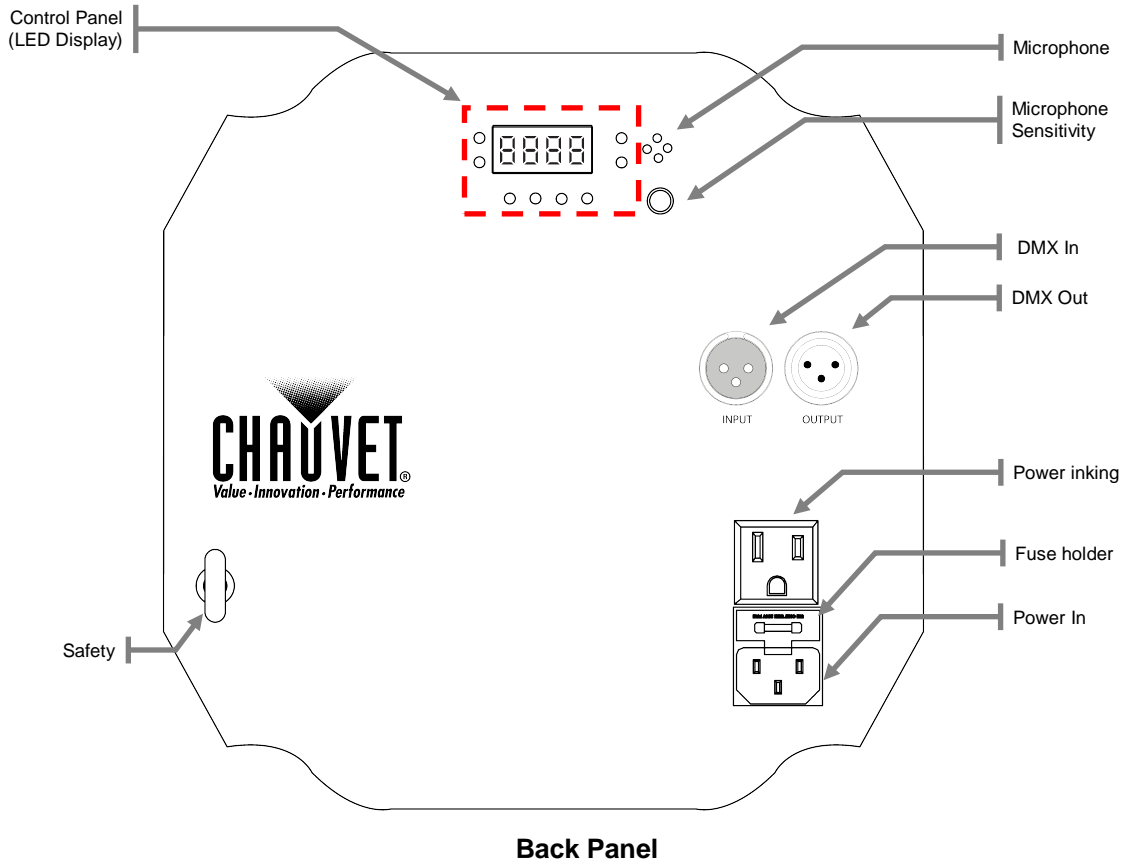 Control Panel
(LED Display)
Microphone
Microphone
Sensitivity
8888
DMX In
DMX Out
INPUT
OUTPUT
CHAUVET®
Value · Innovation · Performance
Power inking
Fuse holder
Power In
Safety
Back Panel